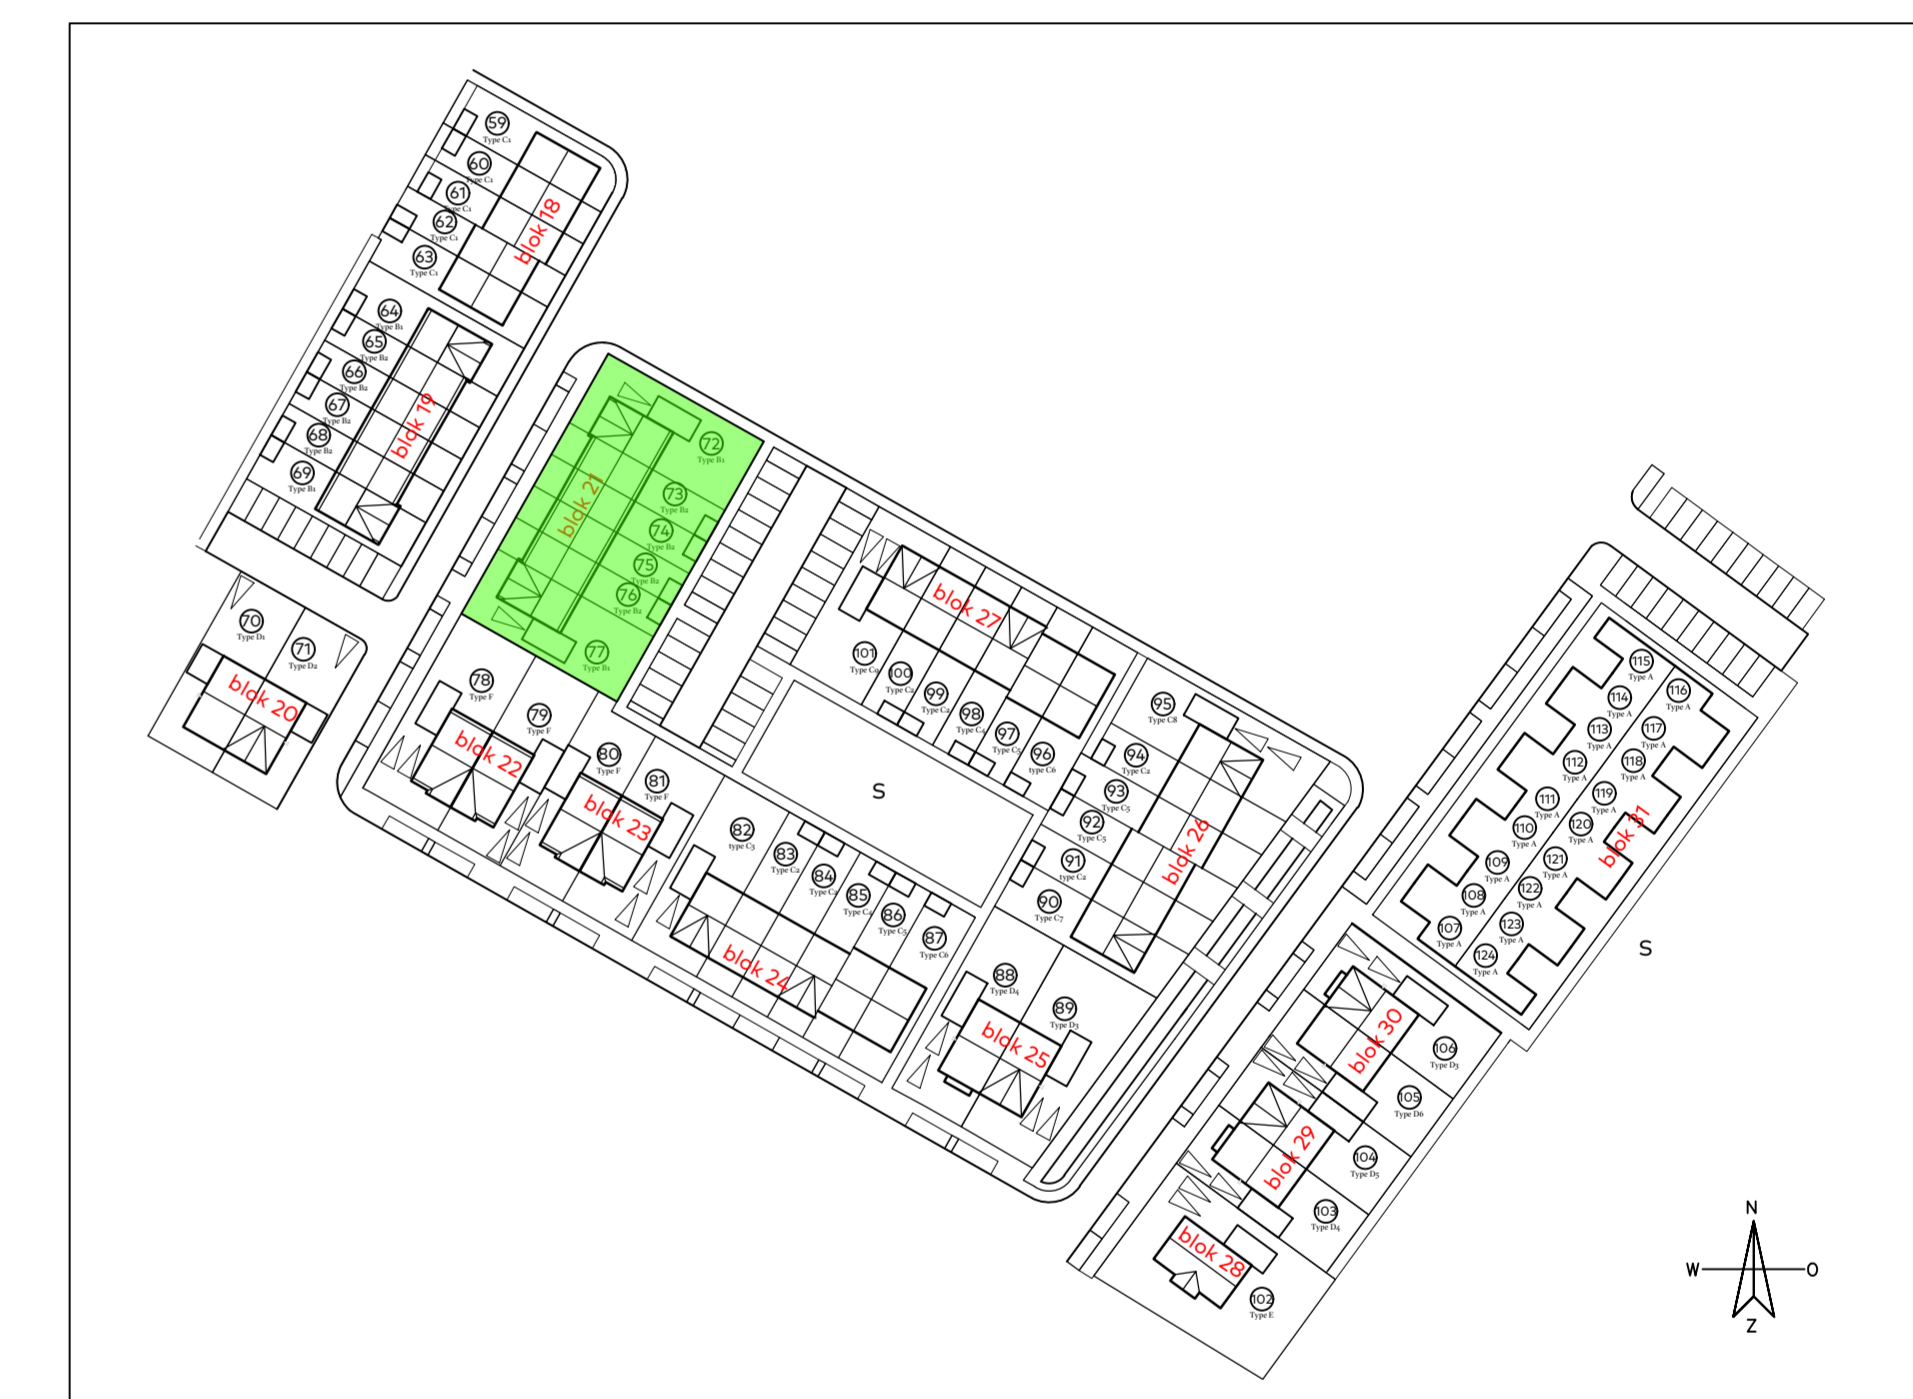 59
Type C1
60
Type C1
61
Type C1
62
Type C1
63
Type C1
blok 18
64
Type B1
65
Type B2
66
Type B2
67
Type B2
68
Type B2
69
Type B1
blok 19
70
Type D1
71
Type D2
blok 20
72
Type B1
73
Type B2
74
Type B2
75
Type B2
76
Type B2
77
Type B1
blok 21
78
Type F
79
Type F
blok 22
80
Type F
81
Type F
blok 23
82
type C3
83
Type C2
84
Type C2
85
Type C4
86
Type C5
87
Type C6
blok 24
88
Type D4
89
Type D3
blok 25
90
Type C7
91
type C2
92
Type C5
93
Type C5
94
Type C2
95
Type C8
blok 26
96
type C6
97
Type C5
98
Type C4
99
Type C2
100
Type C2
101
Type C9
blok 27
S
102
Type E
blok 28
103
Type D4
104
Type D5
blok 29
105
Type D6
106
Type D3
blok 30
107
Type A
108
Type A
109
Type A
110
Type A
111
Type A
112
Type A
113
Type A
114
Type A
115
Type A
116
Type A
117
Type A
118
Type A
119
Type A
120
Type A
121
Type A
122
Type A
123
Type A
124
Type A
blok 31
S
N
W
O
Z